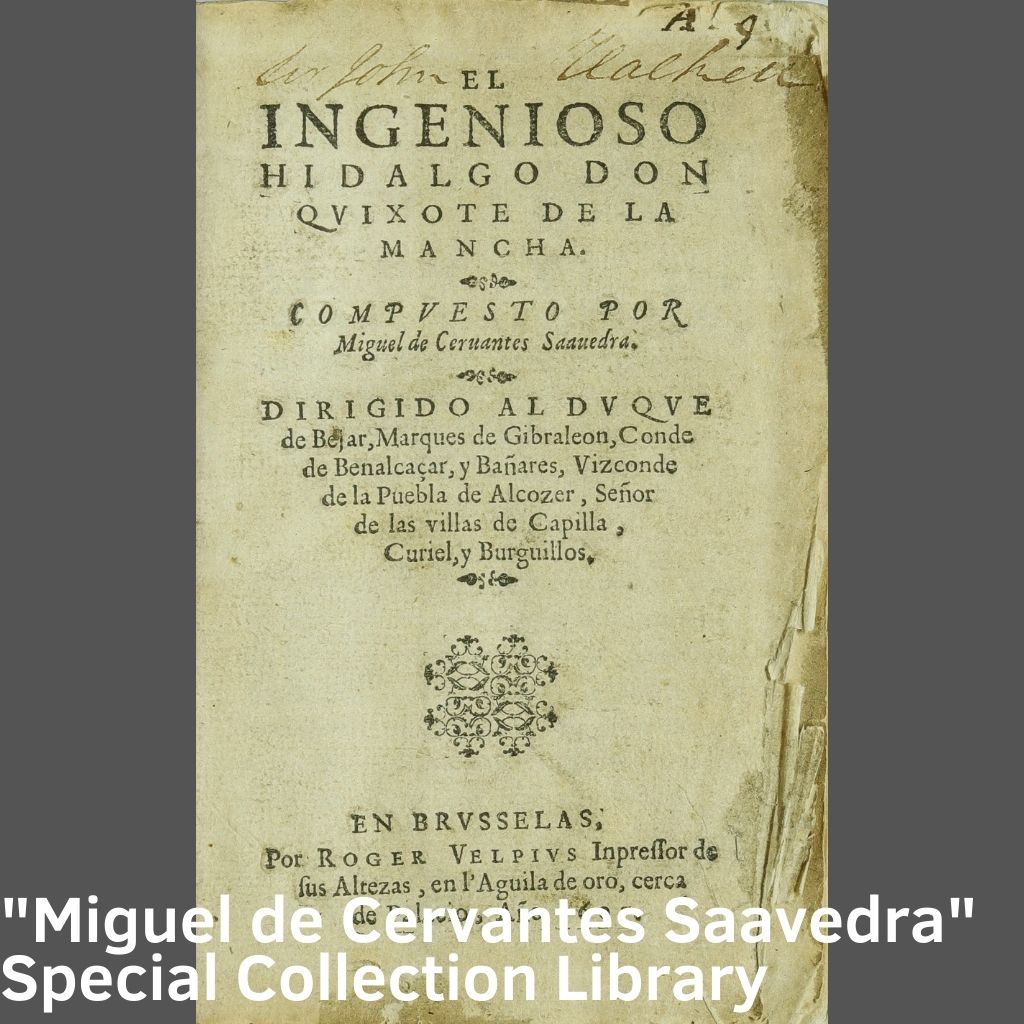 A! 9
Sir John
EL
INGENIOSO
HIDALGO DON
QVIXOTE DE LA
MANCHA.
COMPVESTO POR
Miguel de Ceruantes Saauedra.
DIRIGIDO AL DVQVE
de Bejar, Marques de Gibraleon, Conde
de Benalcaçar, y Bañares, Vizconde
de la Puebla de Alcozer, Señor
de las villas de Capilla,
Curiel, y Burguillos.
EN BRVSSELAS,
Por ROGER VELPIVS Inpreſſor de
ſus Altezas, en l'Aguila de oro, cerca
de Palacio, Año
"Miguel de Cervantes Saavedra"
Special Collection Library